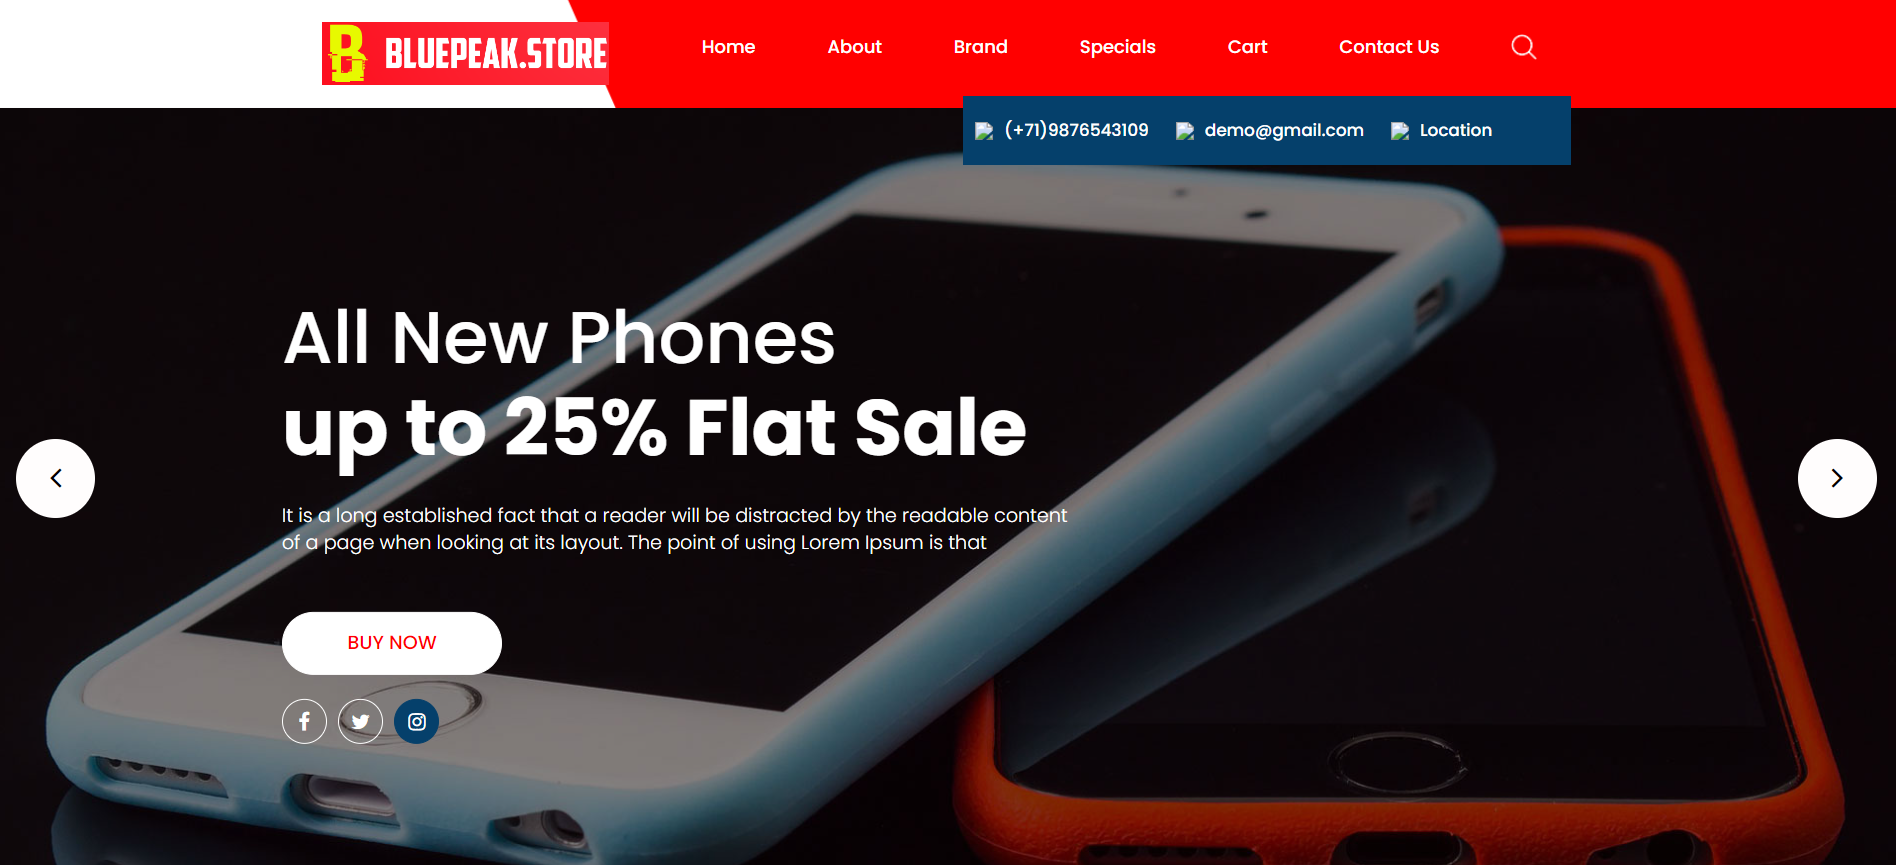 B BLUEPEAK.STORE
Home About Brand Specials Cart Contact Us
(+71)9876543109 demo@gmail.com Location
All New Phones
up to 25% Flat Sale
It is a long established fact that a reader will be distracted by the readable content
of a page when looking at its layout. The point of using Lorem Ipsum is that
BUY NOW